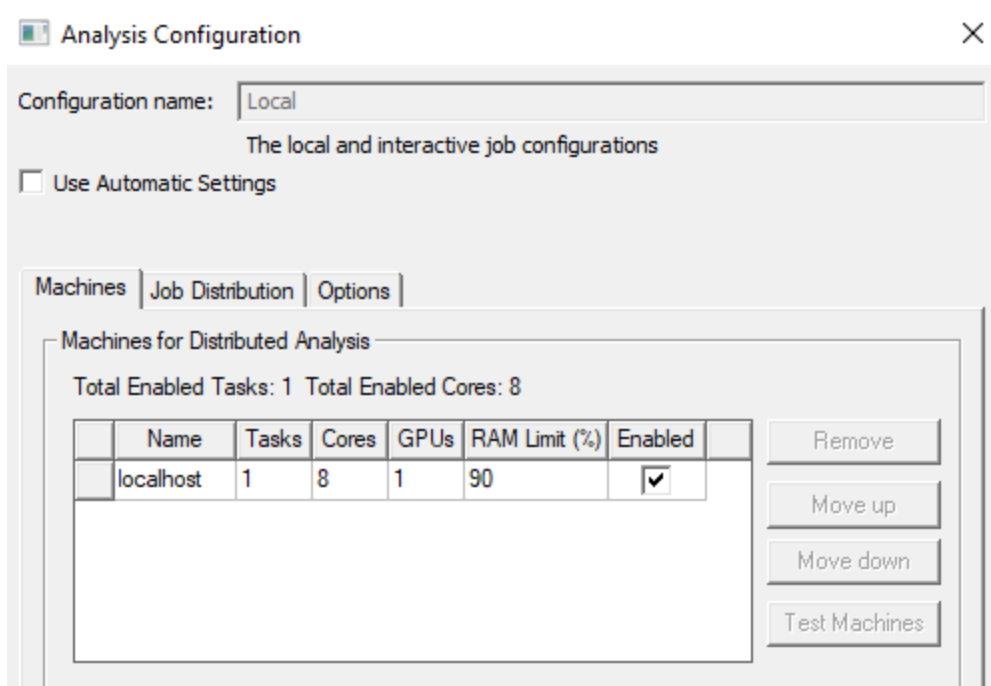 Analysis Configuration
Configuration name: Local
The local and interactive job configurations
Use Automatic Settings
Machines Job Distribution Options
Machines for Distributed Analysis
Total Enabled Tasks: 1 Total Enabled Cores: 8
Name Tasks Cores GPUs RAM Limit (%) Enabled
localhost 1 8 1 90
Remove
Move up
Move down
Test Machines